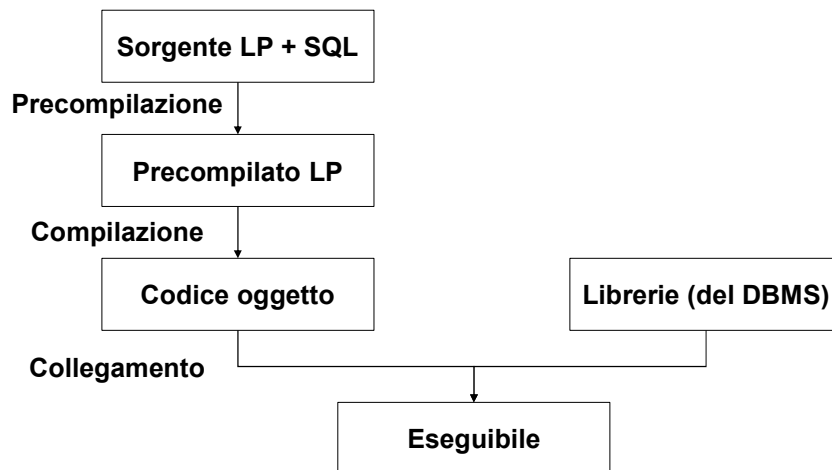 Sorgente LP + SQL
Precompilazione
Precompilato LP
Compilazione
Codice oggetto
Librerie (del DBMS)
Collegamento
Eseguibile